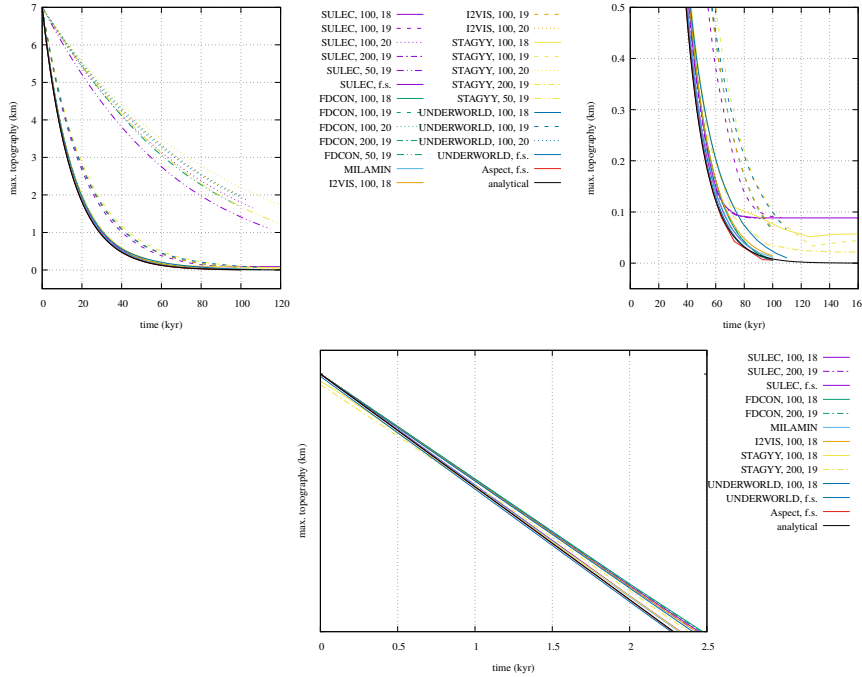 7
6
5
4
3
2
1
0
0 20 40 60 80 100 120
max. topography (km)
time (kyr)
SULEC, 100, 18
SULEC, 100, 19
SULEC, 100, 20
SULEC, 200, 19
SULEC, 50, 19
SULEC, f.s.
FDCON, 100, 18
FDCON, 100, 19
FDCON, 100, 20
FDCON, 200, 19
FDCON, 50, 19
MILAMIN
I2VIS, 100, 18
I2VIS, 100, 19
I2VIS, 100, 20
STAGYY, 100, 18
STAGYY, 100, 19
STAGYY, 100, 20
STAGYY, 200, 19
STAGYY, 50, 19
UNDERWORLD, 100, 18
UNDERWORLD, 100, 19
UNDERWORLD, 100, 20
UNDERWORLD, f.s.
Aspect, f.s.
analytical
0.5
0.4
0.3
0.2
0.1
0
0 20 40 60 80 100 120 140 160
max. topography (km)
time (kyr)
max. topography (km)
0 0.5 1 1.5 2 2.5
time (kyr)
SULEC, 100, 18
SULEC, 200, 19
SULEC, f.s.
FDCON, 100, 18
FDCON, 200, 19
MILAMIN
I2VIS, 100, 18
STAGYY, 100, 18
STAGYY, 200, 19
UNDERWORLD, 100, 18
UNDERWORLD, f.s.
Aspect, f.s.
analytical